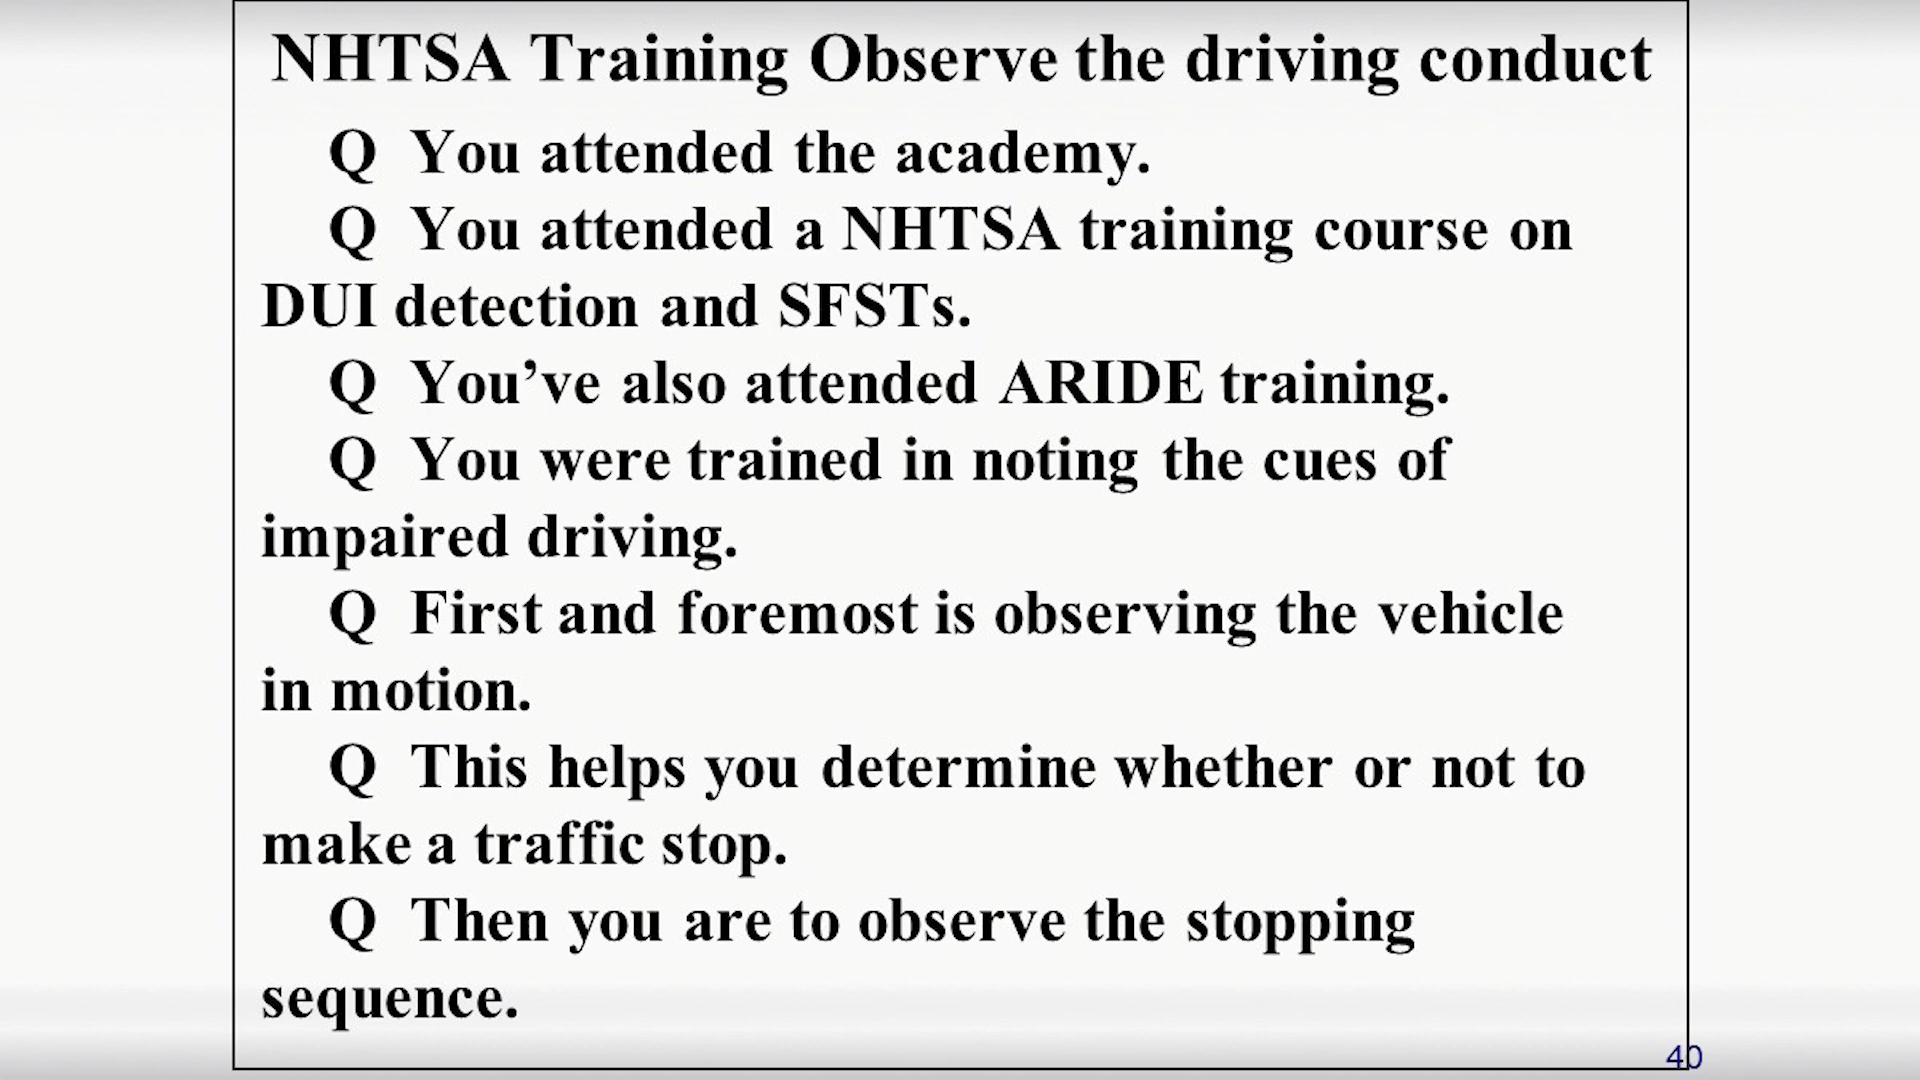 NHTSA Training Observe the driving conduct
Q You attended the academy.
Q You attended a NHTSA training course on
DUI detection and SFSTs.
Q You’ve also attended ARIDE training.
Q You were trained in noting the cues of
impaired driving.
Q First and foremost is observing the vehicle
in motion.
Q This helps you determine whether or not to
make a traffic stop.
Q Then you are to observe the stopping
sequence.
40